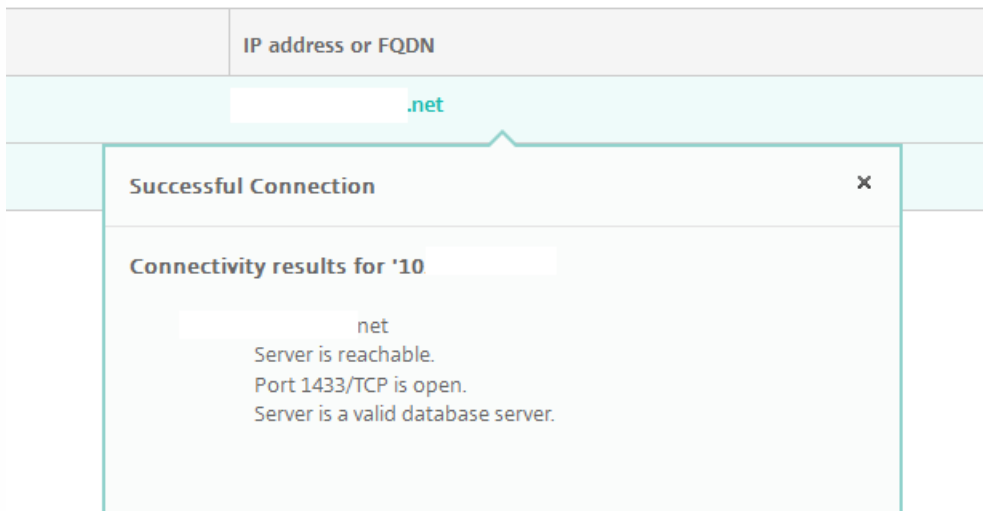 IP address or FQDN
.net
Successful Connection
×
Connectivity results for '10
net
Server is reachable.
Port 1433/TCP is open.
Server is a valid database server.